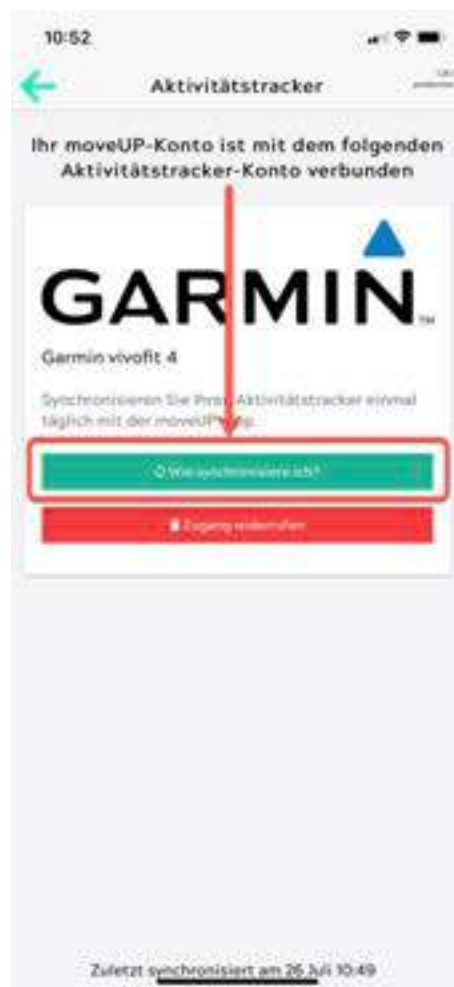 10:52
Aktivitätstracker
Ihr moveUP-Konto ist mit dem folgenden
Aktivitätstracker-Konto verbunden
GARMIN
TM
Garmin vivofit 4
Synchronisieren Sie Ihren Aktivitätstracker einmal
täglich mit der moveUP
Wie synchronisiere ich?
Zugang widerrufen
Zuletzt synchronisiert am 26 Juli 10:49